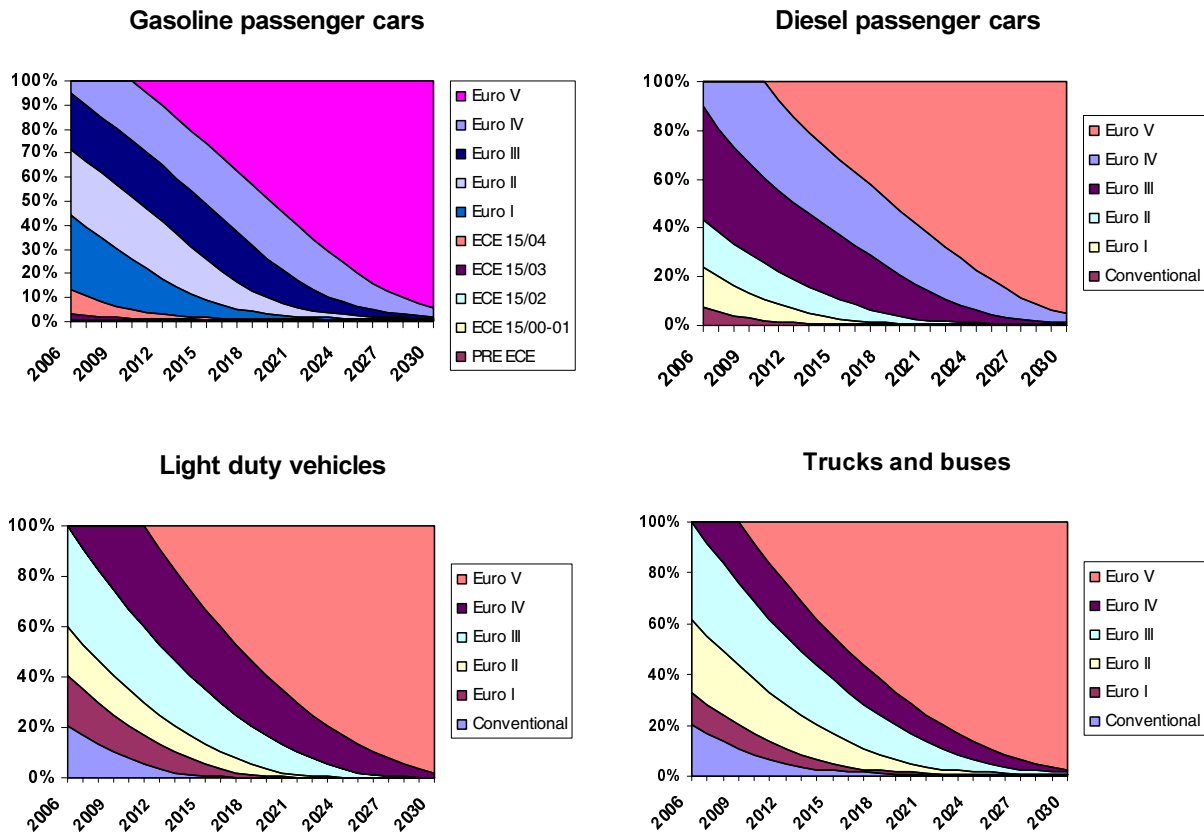 Gasoline passenger cars
100%
90%
80%
70%
60%
50%
40%
30%
20%
10%
0%
2006
2009
2012
2015
2018
2021
2024
2027
2030
Euro V
Euro IV
Euro III
Euro II
Euro I
ECE 15/04
ECE 15/03
ECE 15/02
ECE 15/00-01
PRE ECE
Diesel passenger cars
100%
80%
60%
40%
20%
0%
2006
2009
2012
2015
2018
2021
2024
2027
2030
Euro V
Euro IV
Euro III
Euro II
Euro I
Conventional
Light duty vehicles
100%
80%
60%
40%
20%
0%
2006
2009
2012
2015
2018
2021
2024
2027
2030
Euro V
Euro IV
Euro III
Euro II
Euro I
Conventional
Trucks and buses
100%
80%
60%
40%
20%
0%
2006
2009
2012
2015
2018
2021
2024
2027
2030
Euro V
Euro IV
Euro III
Euro II
Euro I
Conventional